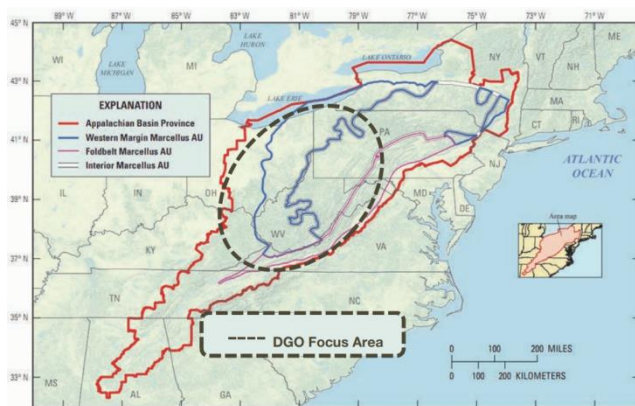 45° N
43° N
41° N
39° N
37° N
35° N
33° N
89° W
87° W
85° W
83° W
81° W
79° W
77° W
75° W
73° W
71° W
69°W
WI
LAKE
MICHIGAN
MI
LAKE
HURON
LAKE ONTARIO
LAKE ERIE
NY
VT
NH
ME
MA
CT
RI
EXPLANATION
Appalachian Basin Province
Western Margin Marcellus AU
Foldbelt Marcellus AU
Interior Marcellus AU
PA
NJ
ATLANTIC
OCEAN
IL
IN
OH
MD
DE
WV
VA
KY
Area map
TN
NC
DGO Focus Area
MS
AL
GA
0 100 200 MILES
0 100 200 KILOMETERS